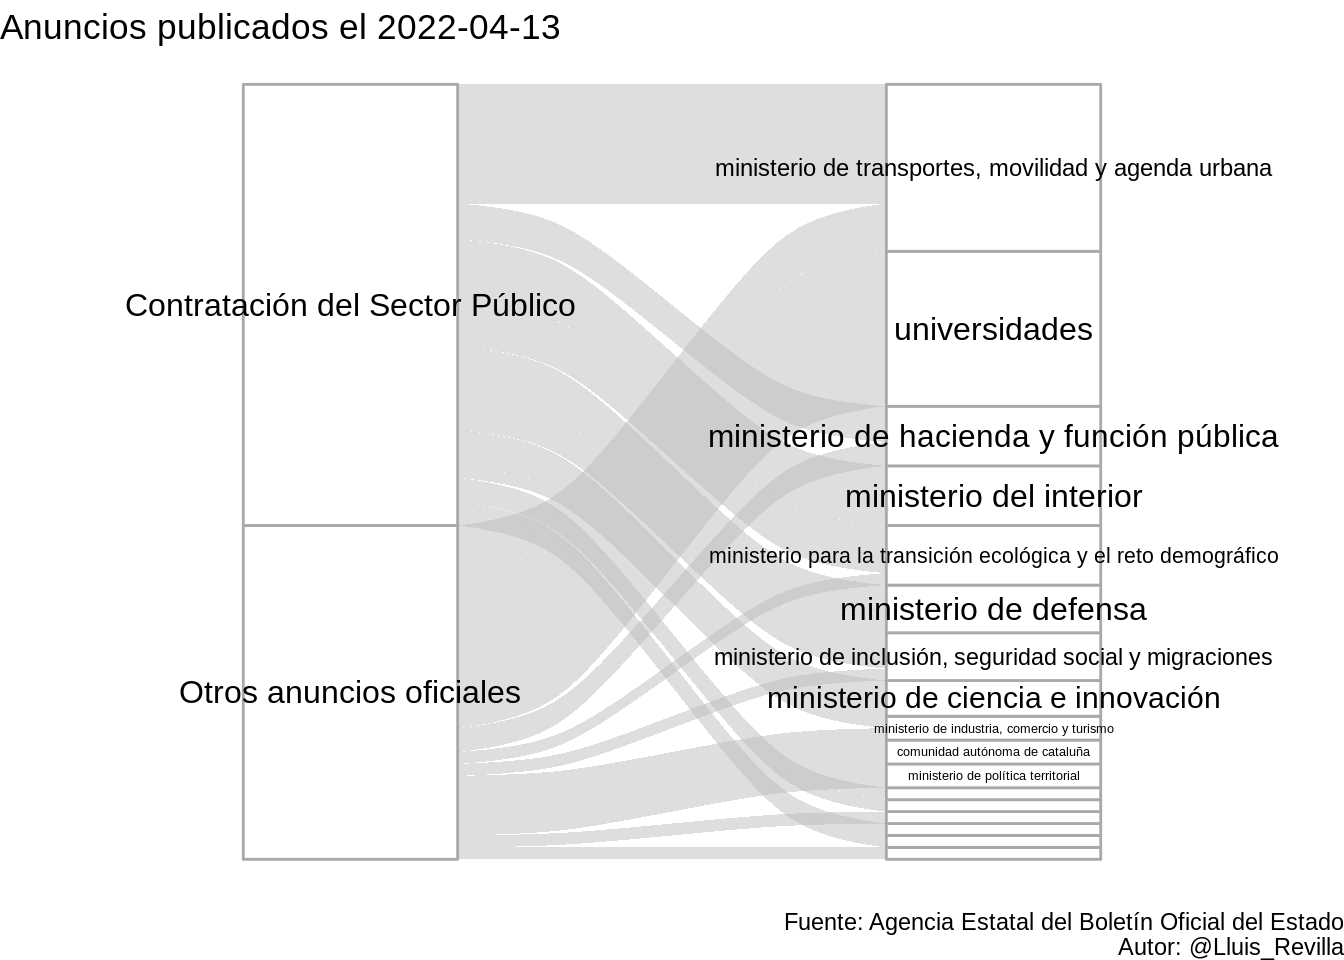 Anuncios publicados el 2022-04-13
ministerio de transportes, movilidad y agenda urbana
Contratación del Sector Público
universidades
ministerio de hacienda y función pública
ministerio del interior
ministerio para la transición ecológica y el reto demográfico
ministerio de defensa
ministerio de inclusión, seguridad social y migraciones
Otros anuncios oficiales
ministerio de ciencia e innovación
ministerio de industria, comercio y turismo
comunidad autónoma de cataluña
ministerio de política territorial
Fuente: Agencia Estatal del Boletín Oficial del Estado
Autor: @Lluis_Revilla